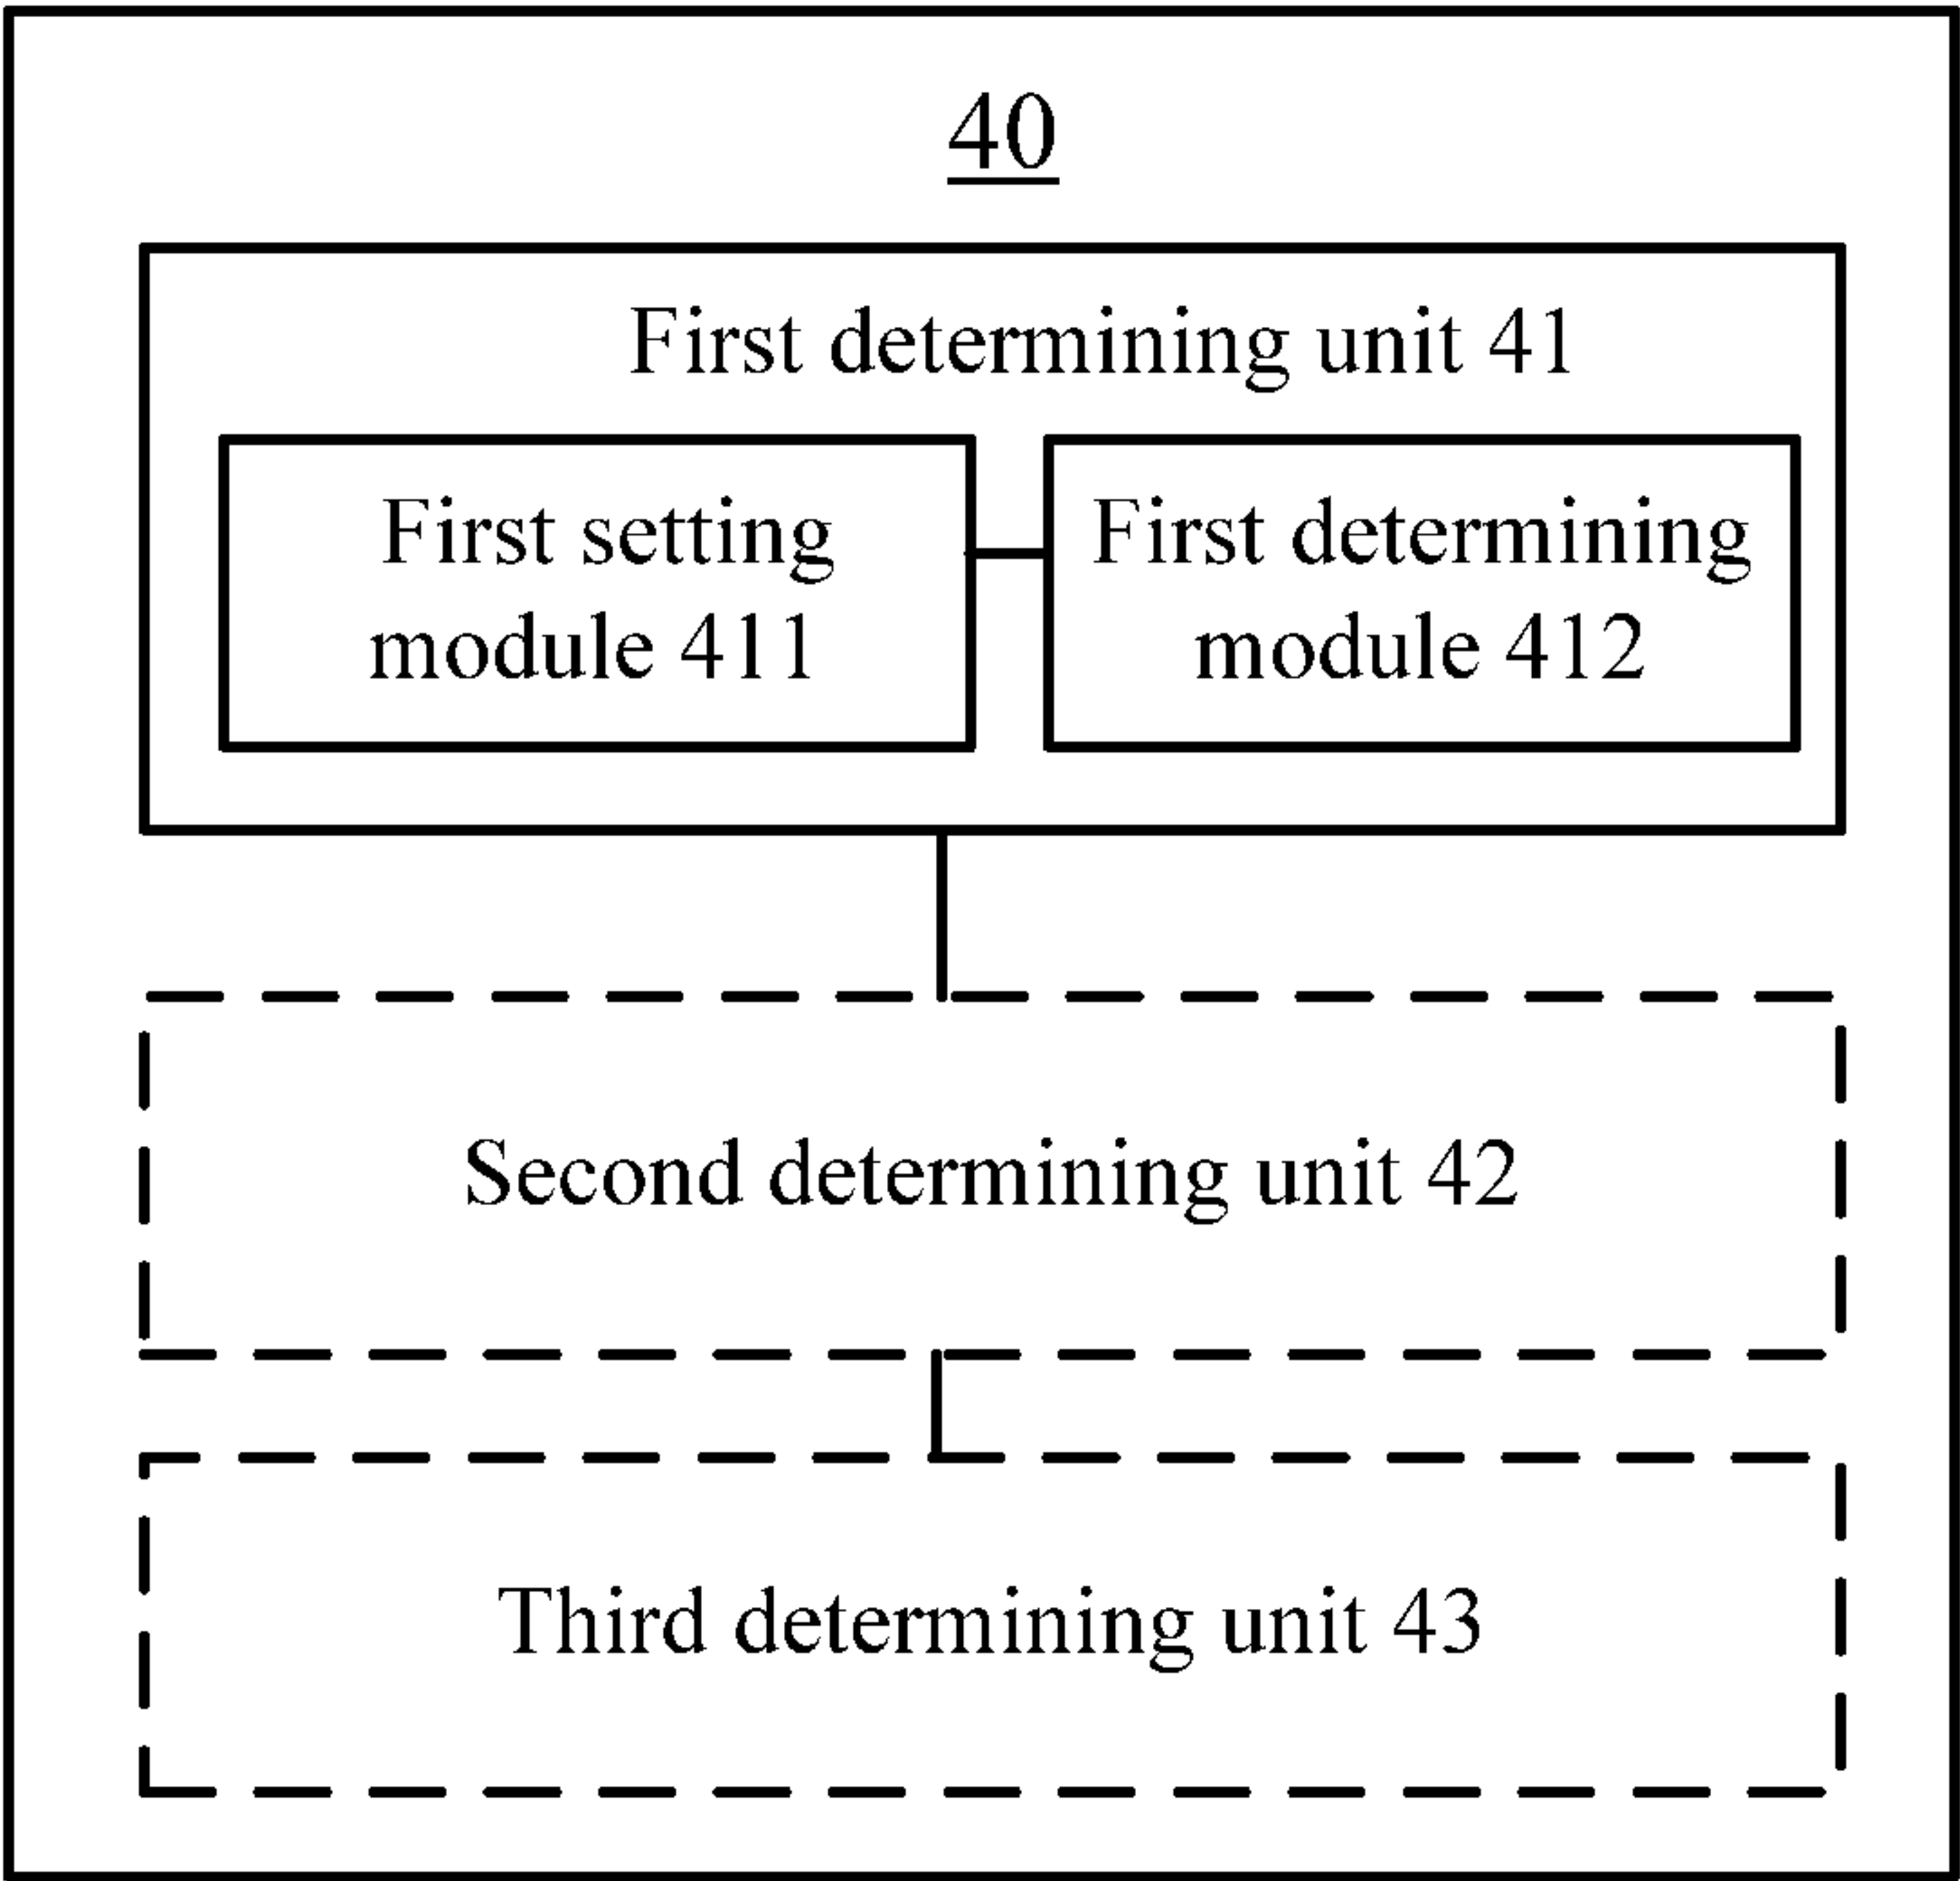 40
First determining unit 41
First setting
module 411
First determining
module 412
Second determining unit 42
Third determining unit 43